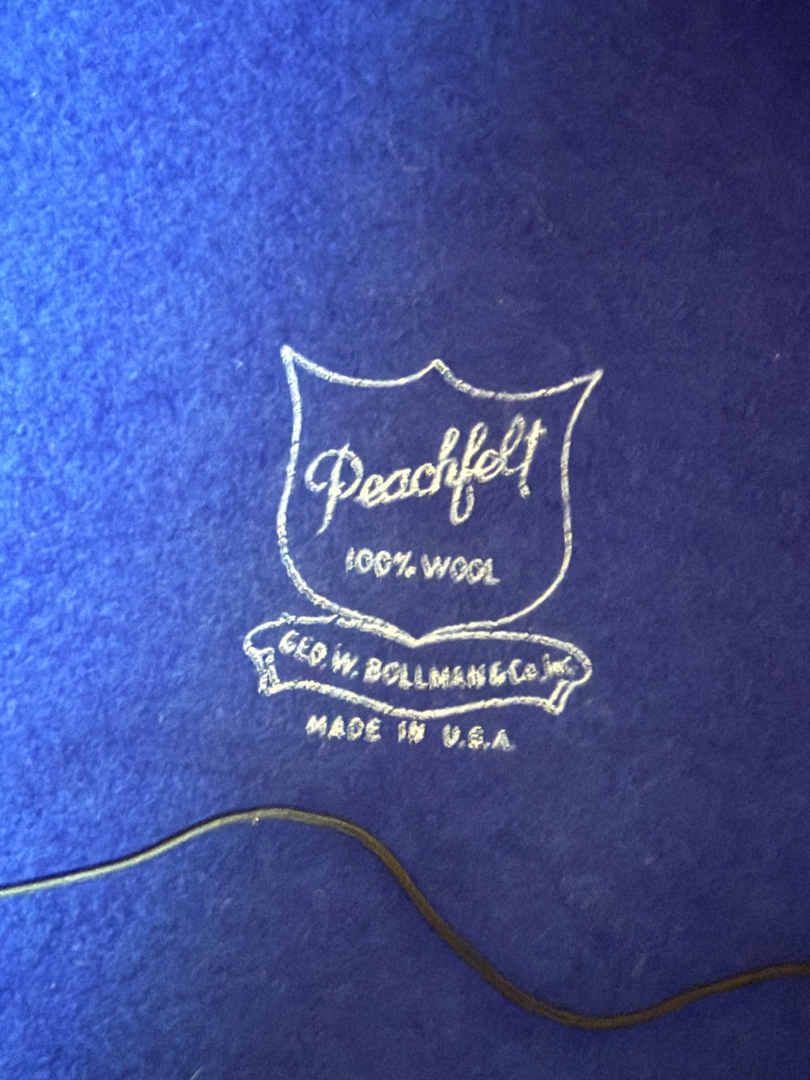 Peachfelt
100% WOOL
GEO. W. BOLLMAN & Co. Inc.
MADE IN U.S.A.